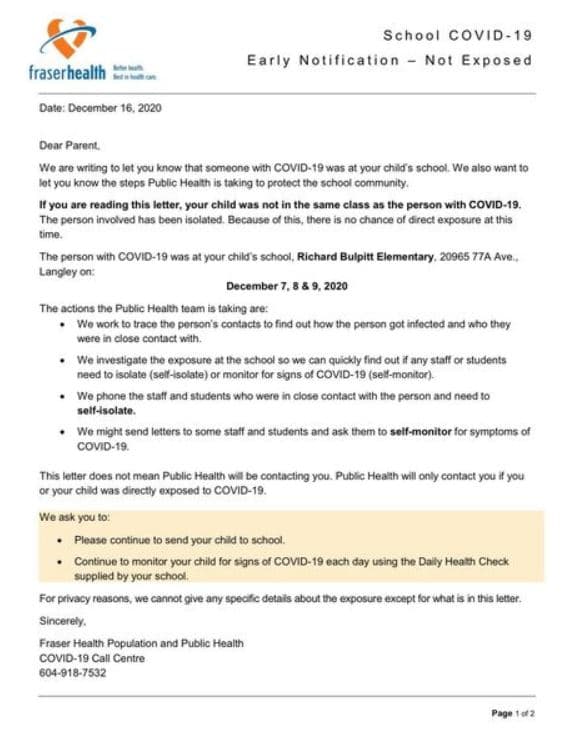 School COVID-19
Early Notification – Not Exposed
fraserhealth
Better health.
Best in health care.
Date: December 16, 2020
Dear Parent,
We are writing to let you know that someone with COVID-19 was at your child's school. We also want to
let you know the steps Public Health is taking to protect the school community.
If you are reading this letter, your child was not in the same class as the person with COVID-19.
The person involved has been isolated. Because of this, there is no chance of direct exposure at this
time.
The person with COVID-19 was at your child's school, Richard Bulpitt Elementary, 20965 77A Ave.,
Langley on:
December 7, 8 & 9, 2020
The actions the Public Health team is taking are:
• We work to trace the person's contacts to find out how the person got infected and who they
were in close contact with.
• We investigate the exposure at the school so we can quickly find out if any staff or students
need to isolate (self-isolate) or monitor for signs of COVID-19 (self-monitor).
• We phone the staff and students who were in close contact with the person and need to
self-isolate.
• We might send letters to some staff and students and ask them to self-monitor for symptoms of
COVID-19.
This letter does not mean Public Health will be contacting you. Public Health will only contact you if you
or your child was directly exposed to COVID-19.
We ask you to:
• Please continue to send your child to school.
• Continue to monitor your child for signs of COVID-19 each day using the Daily Health Check
supplied by your school.
For privacy reasons, we cannot give any specific details about the exposure except for what is in this letter.
Sincerely,
Fraser Health Population and Public Health
COVID-19 Call Centre
604-918-7532
Page 1 of 2